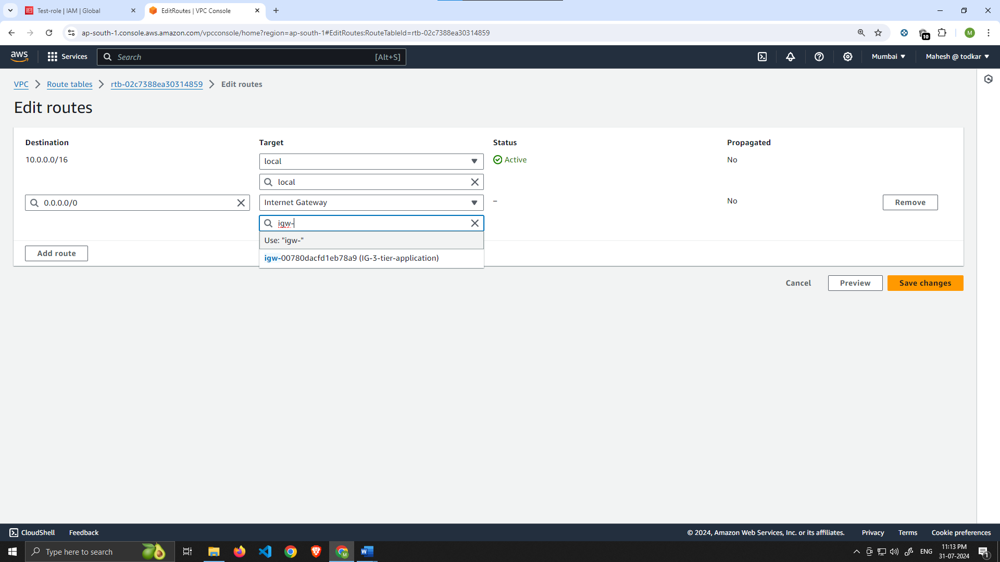 Test-role | IAM | Global
EditRoutes | VPC Console
ap-south-1.console.aws.amazon.com/vpcconsole/home?region=ap-south-1#EditRoutes:RouteTableId=rtb-02c7388ea30314859
10
M
aws
Services
Search
[Alt+S]
Mumbai
Mahesh @ todkar
VPC
Route tables
rtb-02c7388ea30314859
Edit routes
Edit routes
Destination
Target
Status
Propagated
10.0.0.0/16
local
Active
No
local
0.0.0.0/0
Internet Gateway
–
No
Remove
igw-
Use: "igw-"
igw-00780dacfd1eb78a9 (IG-3-tier-application)
Add route
Cancel
Preview
Save changes
CloudShell
Feedback
© 2024, Amazon Web Services, Inc. or its affiliates.
Privacy
Terms
Cookie preferences
Type here to search
M
W
ENG
11:13 PM
31-07-2024
1